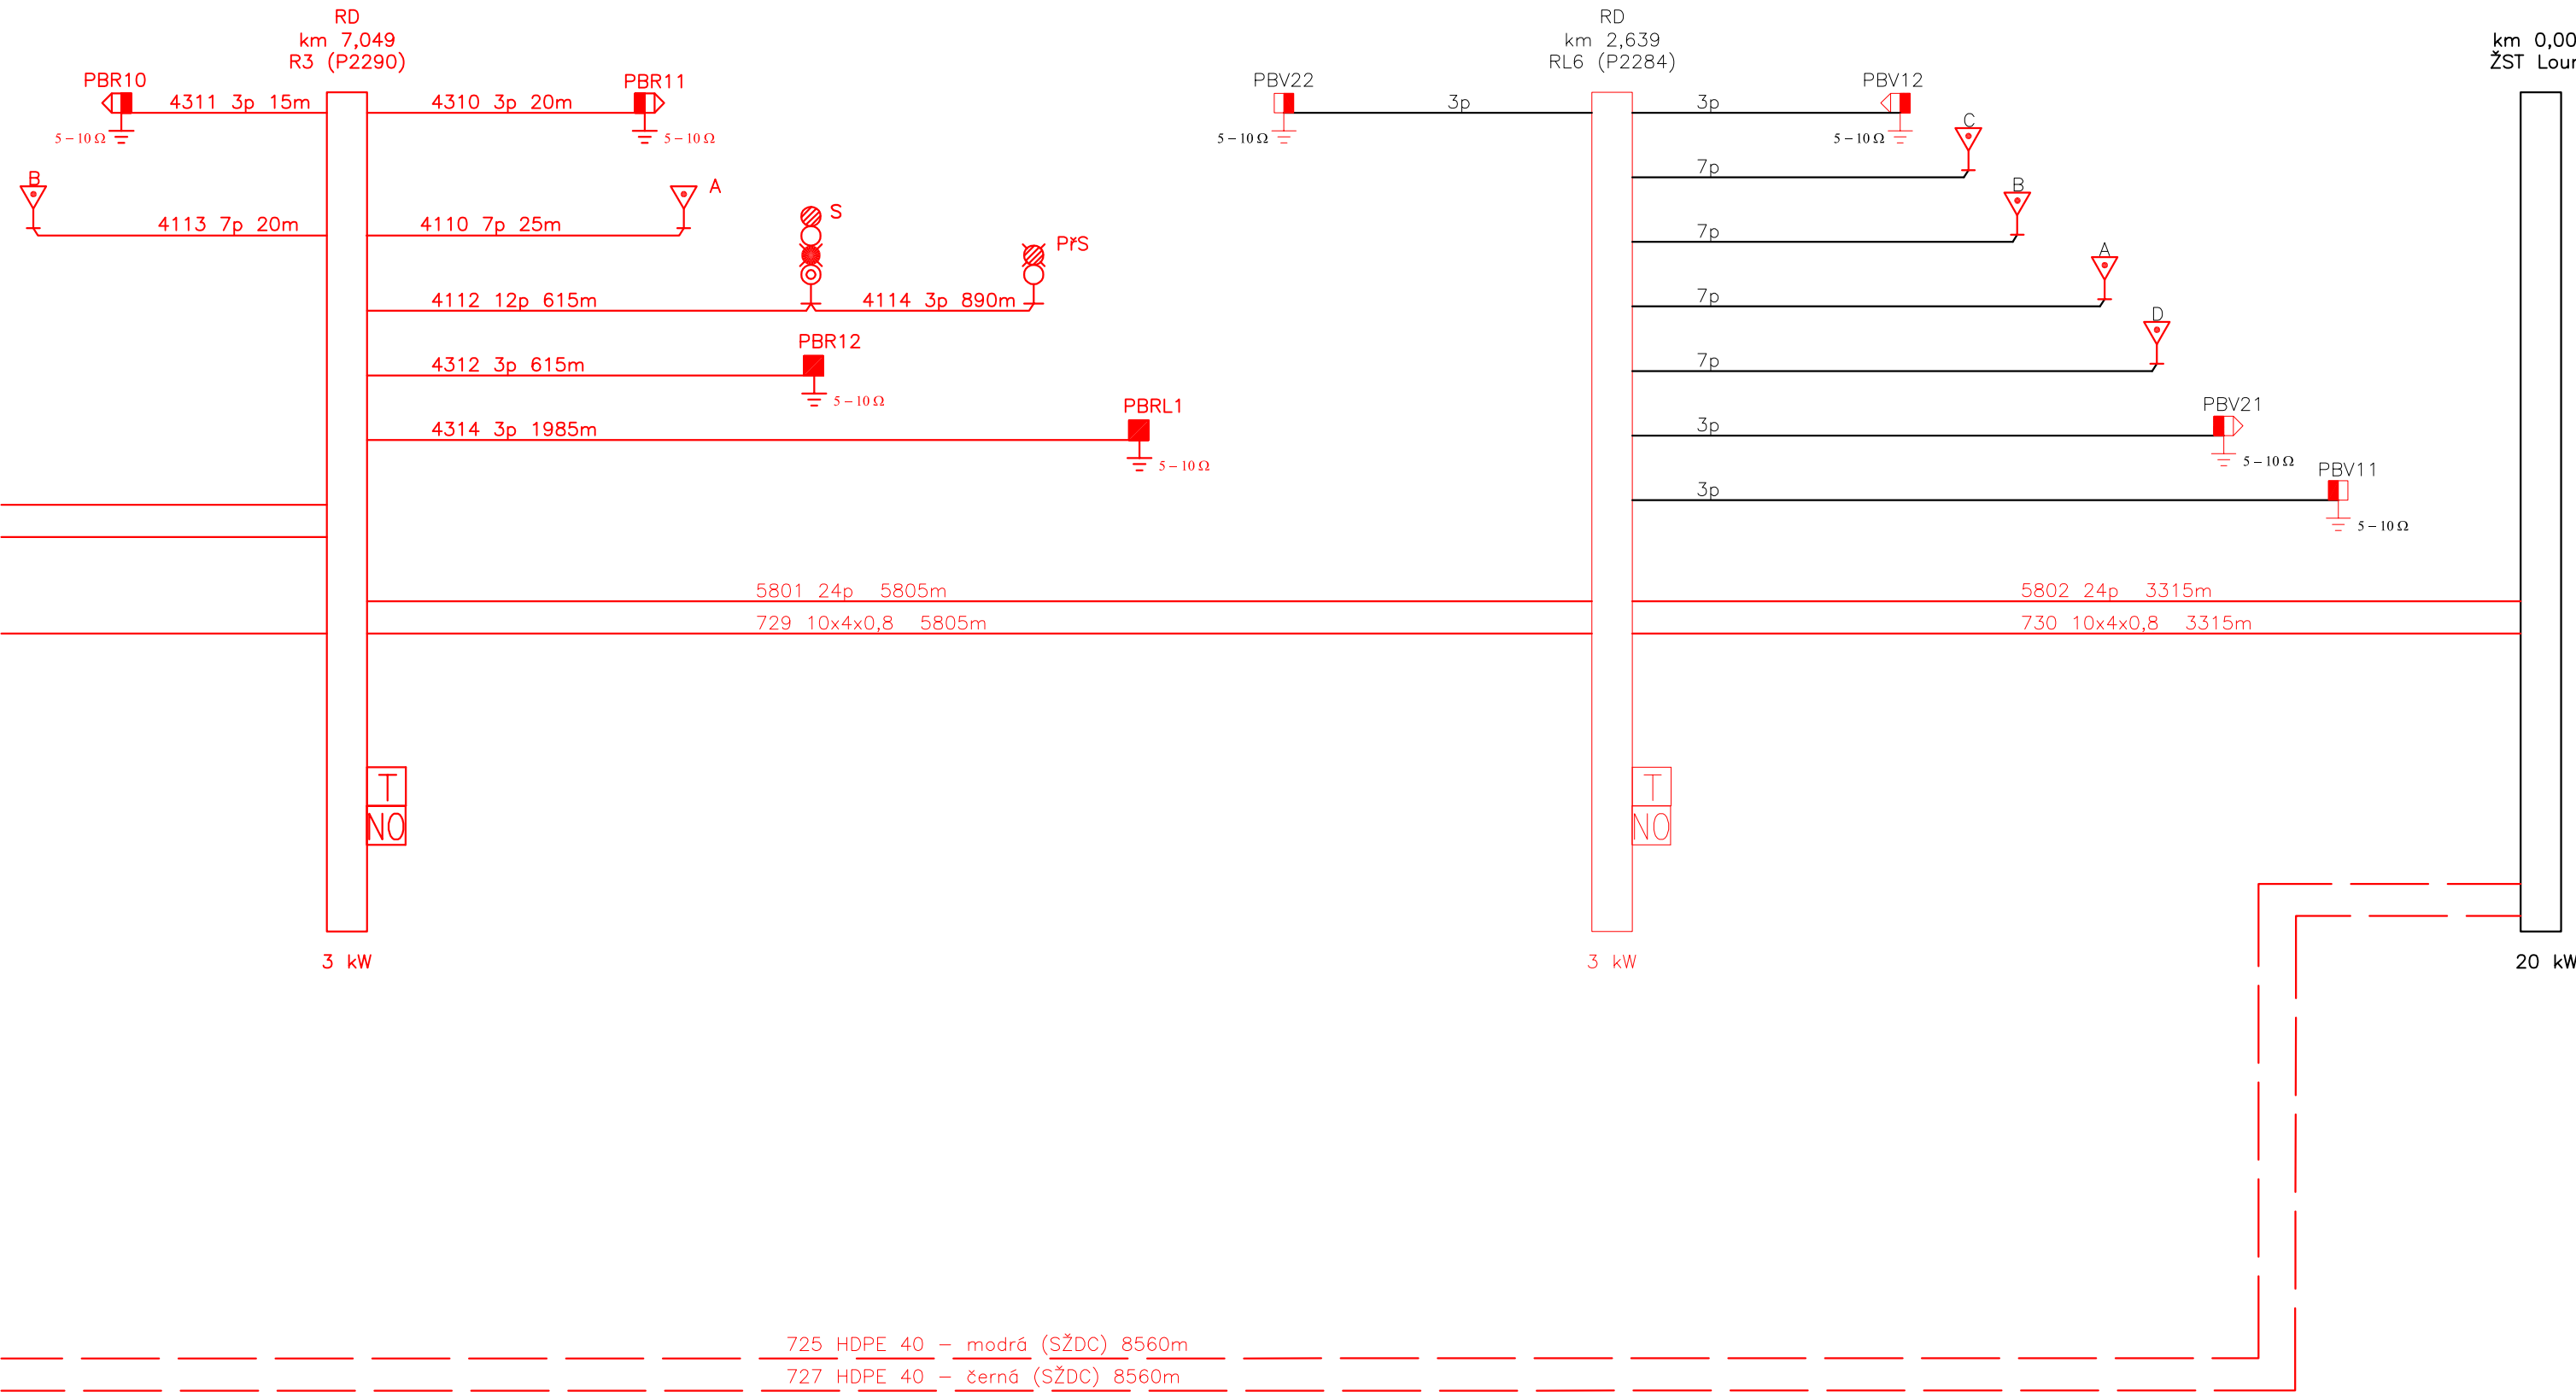 RD
km 7,049
R3 (P2290)
RD
km 2,639
RL6 (P2284)
km 0,00
ŽST Lour
PBR10
4311 3p 15m
4310 3p 20m
PBR11
5-10 Ω
5-10 Ω
PBV22
3p
3p
PBV12
5-10 Ω
5-10 Ω
C
7p
B
4113 7p 20m
4110 7p 25m
A
S
PřS
B
7p
4112 12p 615m
4114 3p 890m
A
7p
PBR12
4312 3p 615m
5-10 Ω
D
7p
PBRL1
4314 3p 1985m
5-10 Ω
PBV21
3p
5-10 Ω
PBV11
3p
5-10 Ω
5801 24p 5805m
5802 24p 3315m
729 10x4x0,8 5805m
730 10x4x0,8 3315m
T
NO
T
NO
3 kW
3 kW
20 kW
725 HDPE 40 - modrá (SŽDC) 8560m
727 HDPE 40 - černá (SŽDC) 8560m